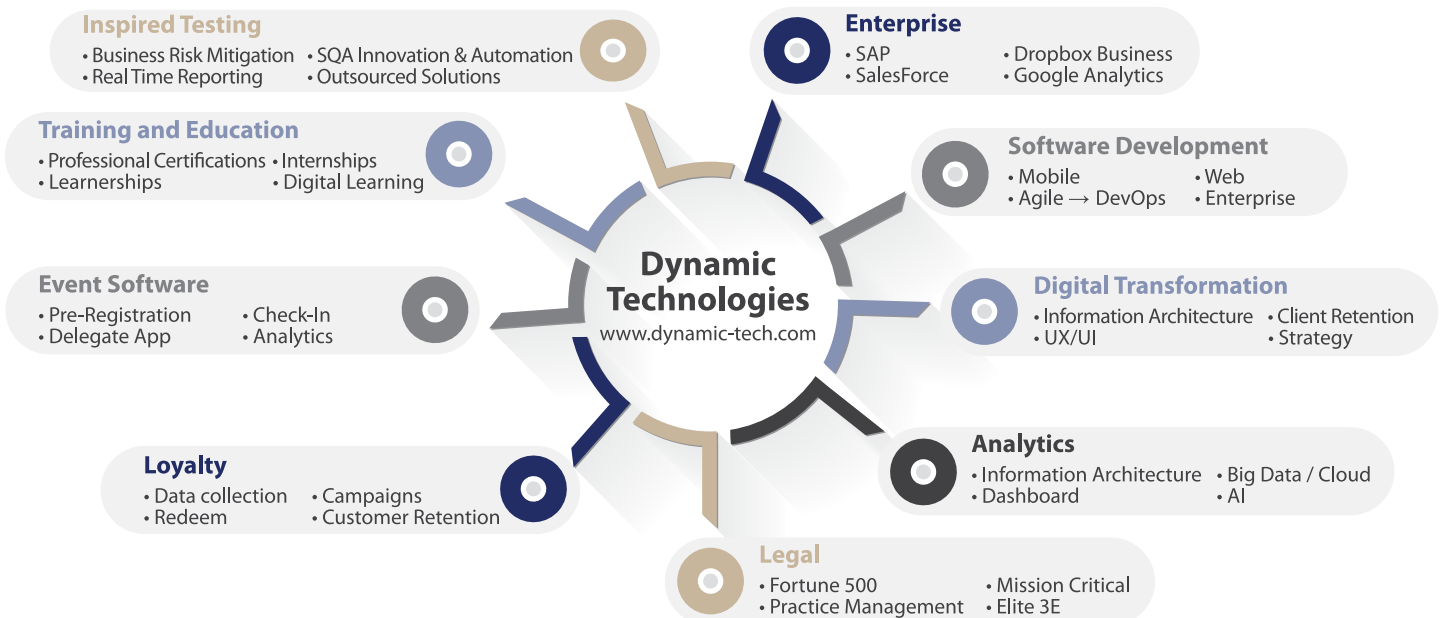 Inspired Testing
• Business Risk Mitigation • SQA Innovation & Automation
• Real Time Reporting • Outsourced Solutions
Enterprise
• SAP • Dropbox Business
• SalesForce • Google Analytics
Training and Education
• Professional Certifications • Internships
• Learnerships • Digital Learning
Software Development
• Mobile • Web
• Agile → DevOps • Enterprise
Dynamic
Technologies
www.dynamic-tech.com
Event Software
• Pre-Registration • Check-In
• Delegate App • Analytics
Digital Transformation
• Information Architecture • Client Retention
• UX/UI • Strategy
Loyalty
• Data collection • Campaigns
• Redeem • Customer Retention
Analytics
• Information Architecture • Big Data / Cloud
• Dashboard • AI
Legal
• Fortune 500 • Mission Critical
• Practice Management • Elite 3E